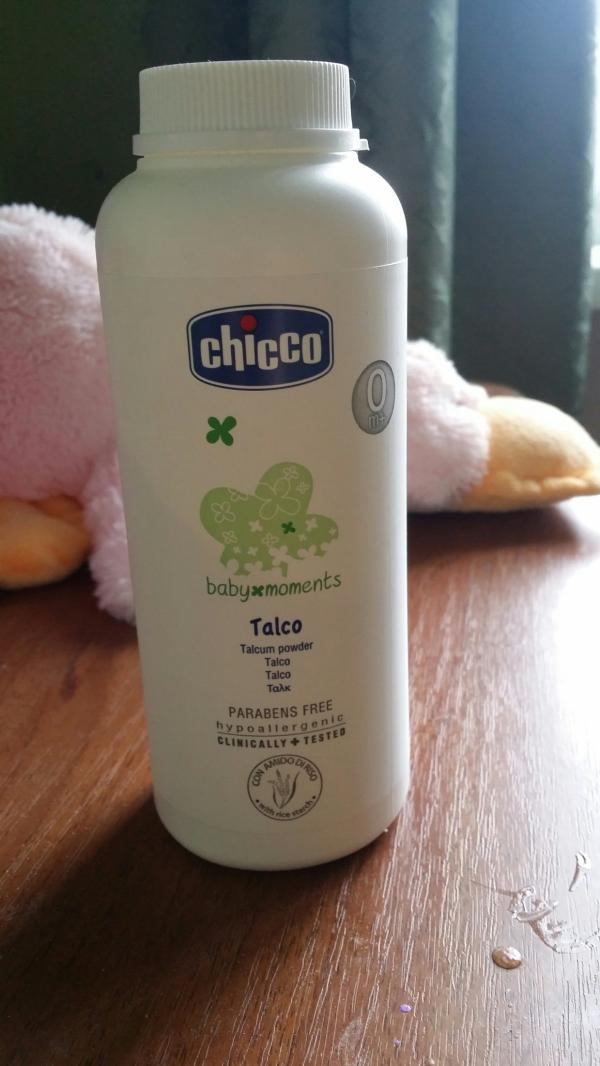 chicco
0
m+
baby moments
Talco
Talcum powder
Talco
Talco
Ταλκ
PARABENS FREE
hypoallergenic
CLINICALLY + TESTED
CON AMIDO DI RISO
• with rice starch •